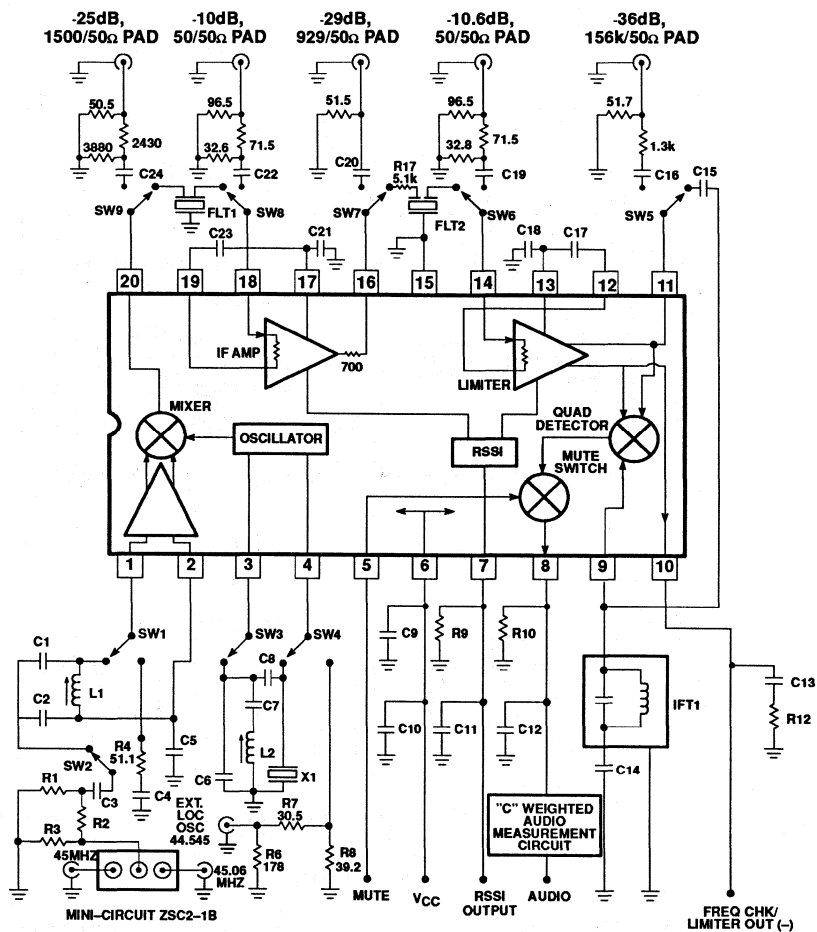 -25dB,
1500/50Ω PAD
-10dB,
50/50Ω PAD
-29dB,
929/50Ω PAD
-10.6dB,
50/50Ω PAD
-36dB,
156k/50Ω PAD
50.5
2430
3880
C24
96.5
71.5
32.6
C22
51.5
C20
R17
5.1k
96.5
71.5
32.8
C19
51.7
1.3k
C16
C15
SW9
FLT1
SW8
SW7
FLT2
SW6
SW5
C23
C21
C18
C17
20
19
18
17
16
15
14
13
12
11
IF AMP
700
LIMITER
MIXER
OSCILLATOR
RSSI
QUAD
DETECTOR
MUTE
SWITCH
1
2
3
4
5
6
7
8
9
10
SW1
SW3
SW4
C1
L1
C2
C5
SW2
R4
51.1
C4
R1
C3
R2
R3
C8
C7
L2
C6
X1
EXT.
LOC
OSC
44.545
R7
30.5
R6
178
R8
39.2
45MHZ
45.06
MHZ
MINI–CIRCUIT ZSC2–1B
C9
R9
R10
C10
C11
C12
IFT1
C14
C13
R12
"C" WEIGHTED
AUDIO
MEASUREMENT
CIRCUIT
MUTE
VCC
RSSI
OUTPUT
AUDIO
FREQ CHK/
LIMITER OUT (–)